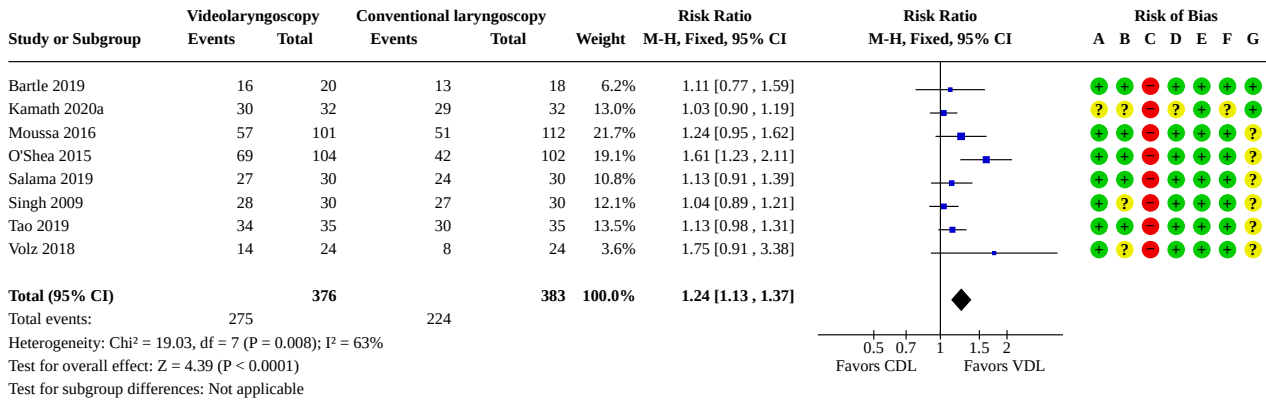 Videolaryngoscopy Conventional laryngoscopy Risk Ratio Risk Ratio Risk of Bias
Study or Subgroup Events Total Events Total Weight M-H, Fixed, 95% CI M-H, Fixed, 95% CI A B C D E F G
Bartle 2019 16 20 13 18 6.2% 1.11 [0.77 , 1.59] + + − + + + +
Kamath 2020a 30 32 29 32 13.0% 1.03 [0.90 , 1.19] ? ? − ? + ? +
Moussa 2016 57 101 51 112 21.7% 1.24 [0.95 , 1.62] + + − + + + ?
O'Shea 2015 69 104 42 102 19.1% 1.61 [1.23 , 2.11] + + − + + + ?
Salama 2019 27 30 24 30 10.8% 1.13 [0.91 , 1.39] + + − + + + ?
Singh 2009 28 30 27 30 12.1% 1.04 [0.89 , 1.21] + ? − + + + ?
Tao 2019 34 35 30 35 13.5% 1.13 [0.98 , 1.31] + + − + + + ?
Volz 2018 14 24 8 24 3.6% 1.75 [0.91 , 3.38] + ? − + + + ?
Total (95% CI) 376 383 100.0% 1.24 [1.13 , 1.37]
Total events: 275 224
Heterogeneity: Chi² = 19.03, df = 7 (P = 0.008); I² = 63%
0.5 0.7 1 1.5 2
Test for overall effect: Z = 4.39 (P < 0.0001)
Favors CDL Favors VDL
Test for subgroup differences: Not applicable